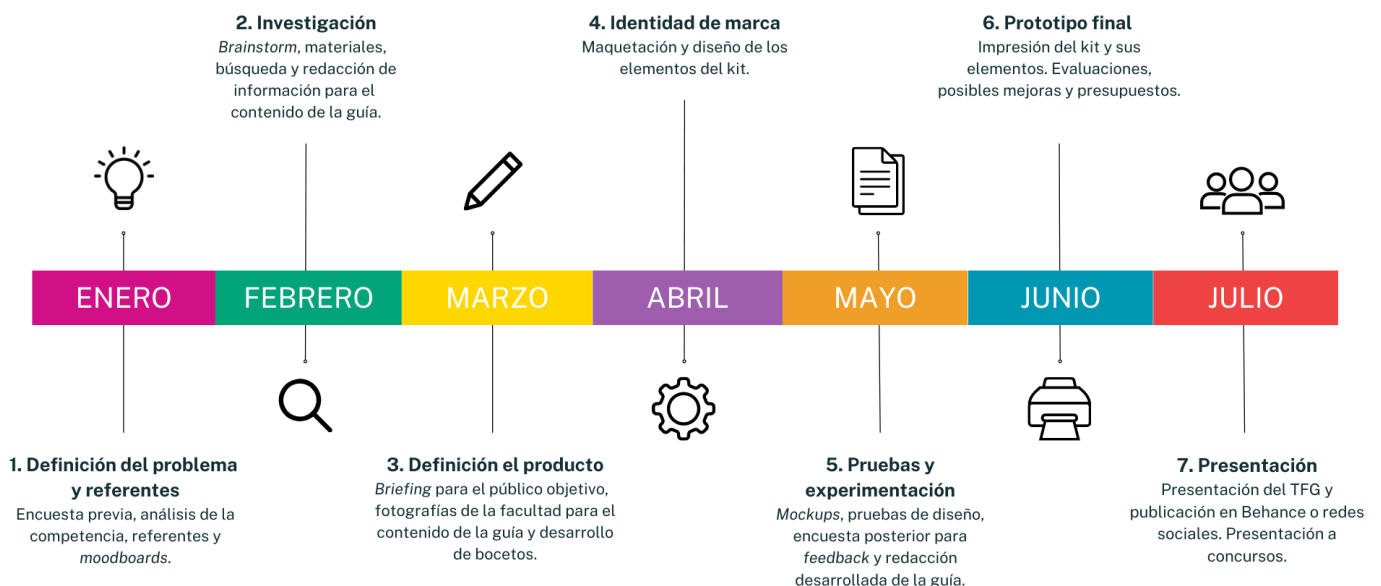 2. Investigación
Brainstorm, materiales,
búsqueda y redacción de
información para el
contenido de la guía.
4. Identidad de marca
Maquetación y diseño de los
elementos del kit.
6. Prototipo final
Impresión del kit y sus
elementos. Evaluaciones,
posibles mejoras y presupuestos.
ENERO
FEBRERO
MARZO
ABRIL
MAYO
JUNIO
JULIO
1. Definición del problema
y referentes
Encuesta previa, análisis de la
competencia, referentes y
moodboards.
3. Definición el producto
Briefing para el público objetivo,
fotografías de la facultad para el
contenido de la guía y desarrollo
de bocetos.
5. Pruebas y
experimentación
Mockups, pruebas de diseño,
encuesta posterior para
feedback y redacción
desarrollada de la guía.
7. Presentación
Presentación del TFG y
publicación en Behance o redes
sociales. Presentación a
concursos.